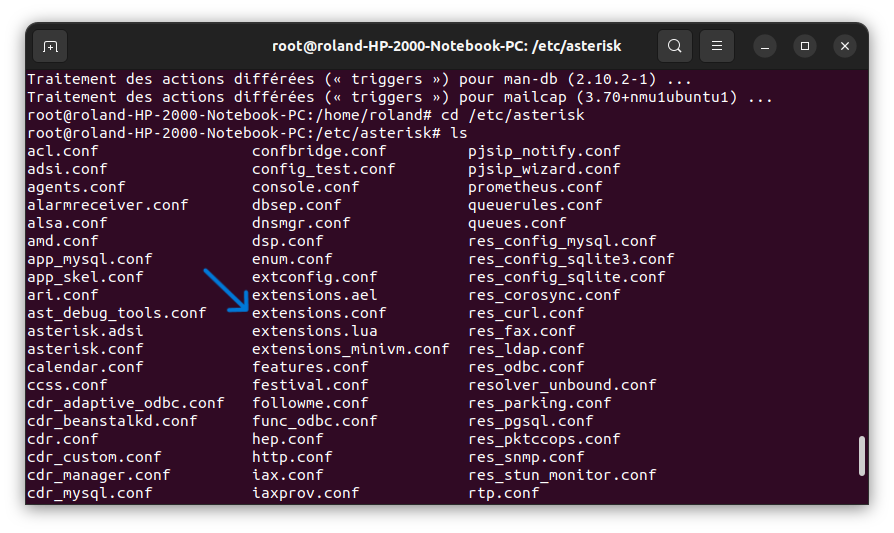 root@roland-HP-2000-Notebook-PC: /etc/asterisk
Traitement des actions différées (« triggers ») pour man-db (2.10.2-1) ...
Traitement des actions différées (« triggers ») pour mailcap (3.70+nmu1ubuntu1) ...
root@roland-HP-2000-Notebook-PC:/home/roland# cd /etc/asterisk
root@roland-HP-2000-Notebook-PC:/etc/asterisk# ls
acl.conf confbridge.conf pjsip_notify.conf
adsi.conf config_test.conf pjsip_wizard.conf
agents.conf console.conf prometheus.conf
alarmreceiver.conf dbsep.conf queuerules.conf
alsa.conf dnsmgr.conf queues.conf
amd.conf dsp.conf res_config_mysql.conf
app_mysql.conf enum.conf res_config_sqlite3.conf
app_skel.conf extconfig.conf res_config_sqlite.conf
ari.conf extensions.ael res_corosync.conf
ast_debug_tools.conf extensions.conf res_curl.conf
asterisk.adsi extensions.lua res_fax.conf
asterisk.conf extensions_minivm.conf res_ldap.conf
calendar.conf features.conf res_odbc.conf
ccss.conf festival.conf resolver_unbound.conf
cdr_adaptive_odbc.conf followme.conf res_parking.conf
cdr_beanstalkd.conf func_odbc.conf res_pgsql.conf
cdr.conf hep.conf res_pktccops.conf
cdr_custom.conf http.conf res_snmp.conf
cdr_manager.conf iax.conf res_stun_monitor.conf
cdr_mysql.conf iaxprov.conf rtp.conf